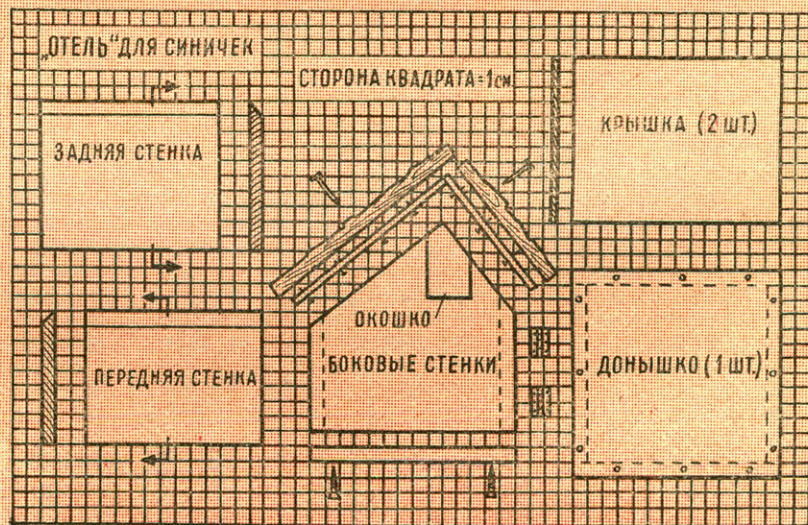 „ОТЕЛЬ“ ДЛЯ СИНИЧЕК
СТОРОНА КВАДРАТА=1см
ЗАДНЯЯ СТЕНКА
КРЫШКА (2 ШТ.)
ОКОШКО
БОКОВЫЕ СТЕНКИ
ПЕРЕДНЯЯ СТЕНКА
ДОНЫШКО (1 ШТ.)